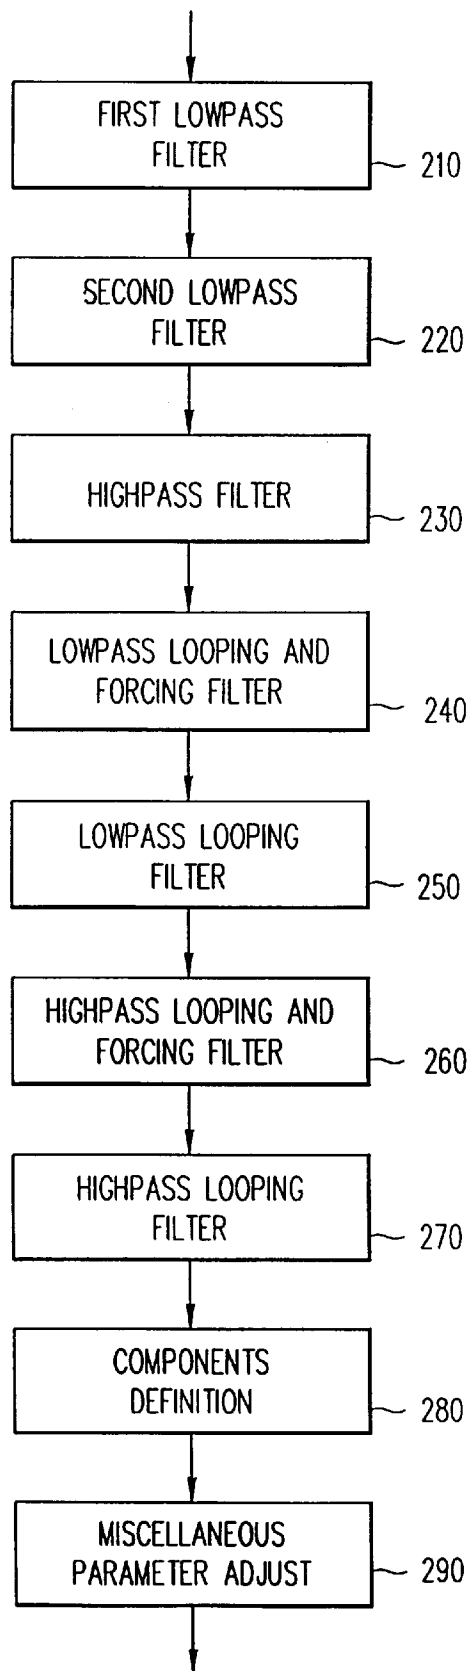 FIRST LOWPASS
FILTER
210
SECOND LOWPASS
FILTER
220
HIGHPASS FILTER
230
LOWPASS LOOPING AND
FORCING FILTER
240
LOWPASS LOOPING
FILTER
250
HIGHPASS LOOPING AND
FORCING FILTER
260
HIGHPASS LOOPING
FILTER
270
COMPONENTS
DEFINITION
280
MISCELLANEOUS
PARAMETER ADJUST
290